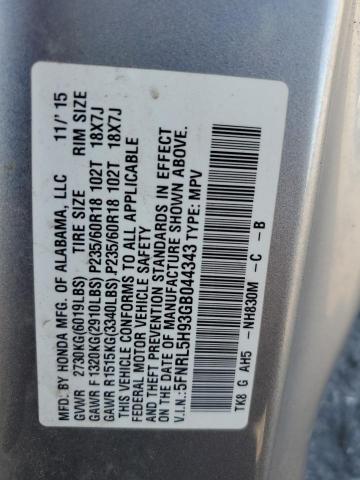 MFD. BY HONDA MFG. OF ALABAMA, LLC 11/'15
GVWR 2730KG(6019LBS) TIRE SIZE RIM SIZE
GAWR F 1320KG(2910LBS) P235/60R18 102T 18X7J
GAWR R 1515KG(3340LBS) P235/60R18 102T 18X7J
THIS VEHICLE CONFORMS TO ALL APPLICABLE
FEDERAL MOTOR VEHICLE SAFETY
AND THEFT PREVENTION STANDARDS IN EFFECT
ON THE DATE OF MANUFACTURE SHOWN ABOVE.
V.I.N.: 5FNRL5H93GB044343 TYPE: MPV
TK8 G AH5 - NH830M - C - B